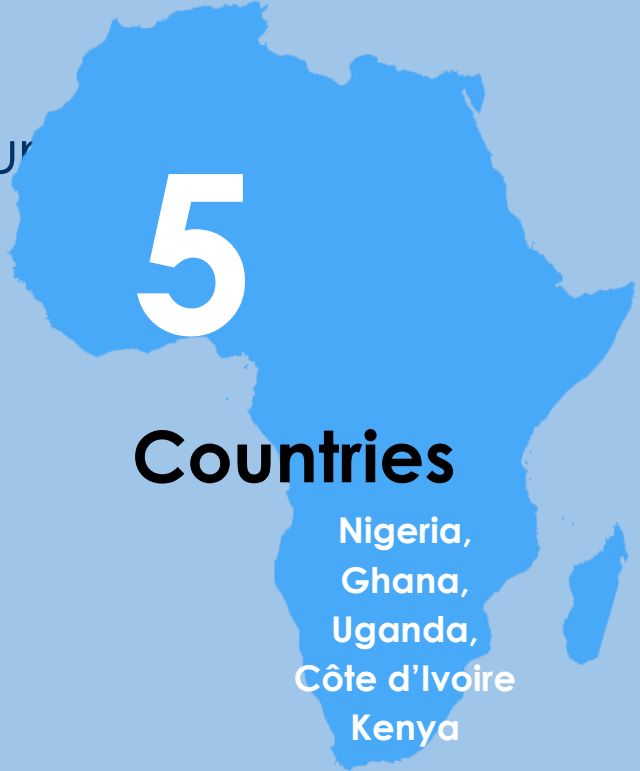 5
Countries
Nigeria,
Ghana,
Uganda,
Côte d’Ivoire
Kenya